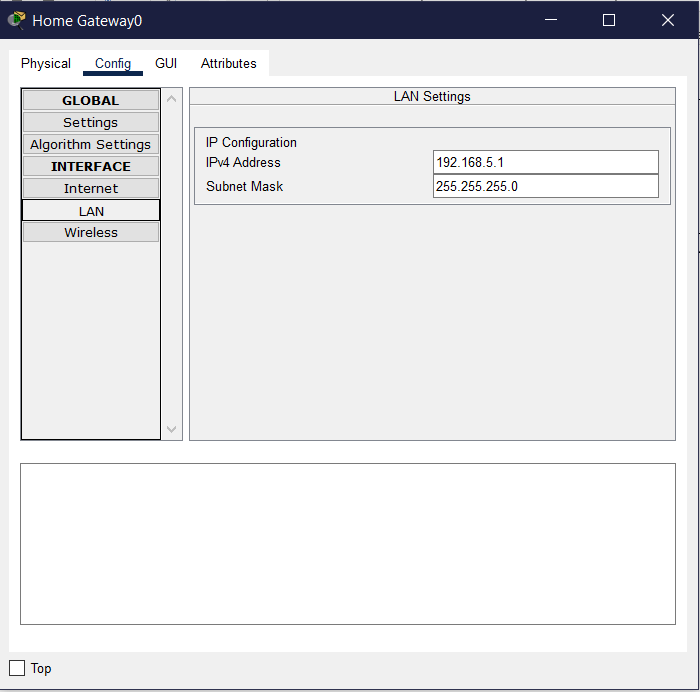 Home Gateway0
Physical Config GUI Attributes
GLOBAL
Settings
Algorithm Settings
INTERFACE
Internet
LAN
Wireless
LAN Settings
IP Configuration
IPv4 Address 192.168.5.1
Subnet Mask 255.255.255.0
Top